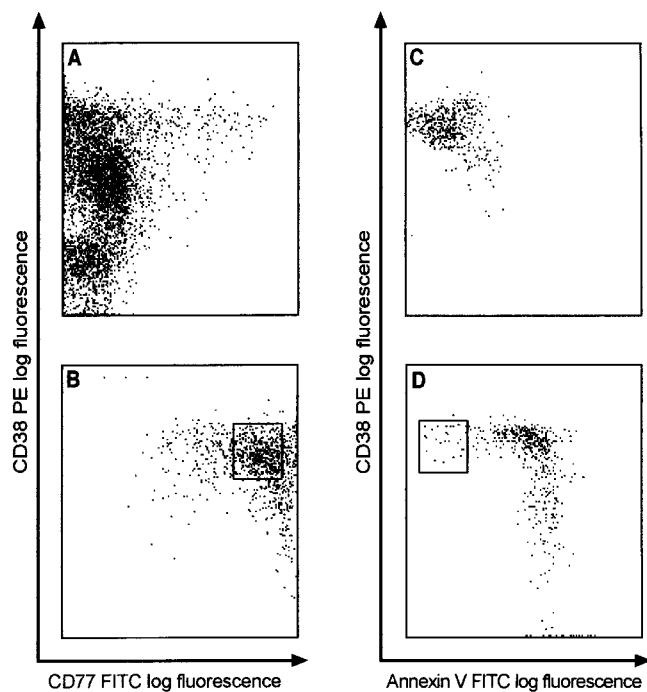 A
C
CD38 PE log fluorescence
CD38 PE log fluorescence
B
D
CD77 FITC log fluorescence
Annexin V FITC log fluorescence